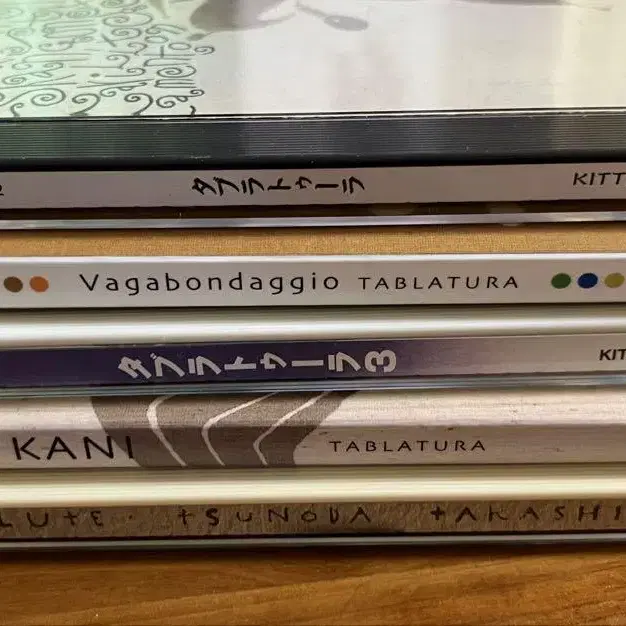 タブラトゥーラ KITT
Vagabondaggio TABLATURA
タブラトゥーラ3 KIT
KANI TABLATURA
LUtE· tSUNODA tAKASHI